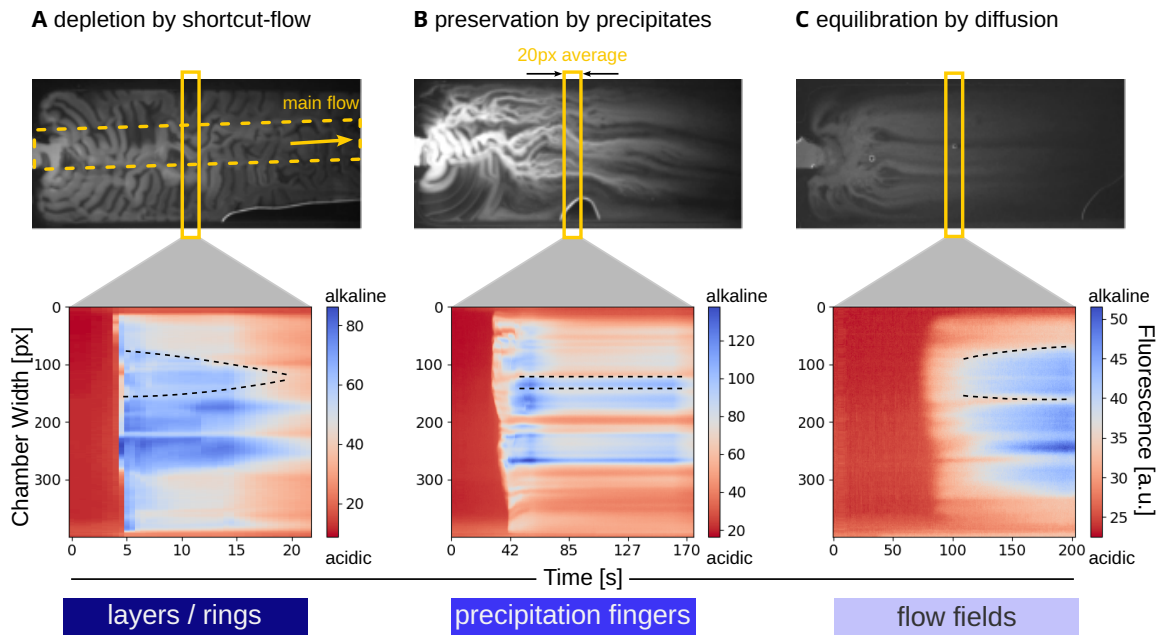 A depletion by shortcut-flow
B preservation by precipitates
C equilibration by diffusion
20px average
main flow
alkaline
alkaline
alkaline
0
100
200
300
Chamber Width [px]
0
5
10
15
20
80
60
40
20
acidic
0
100
200
300
0
42
85
127
170
120
100
80
60
40
20
acidic
0
100
200
300
0
50
100
150
200
50
45
40
35
30
25
acidic
Fluorescence [a.u.]
Time [s]
layers / rings
precipitation fingers
flow fields